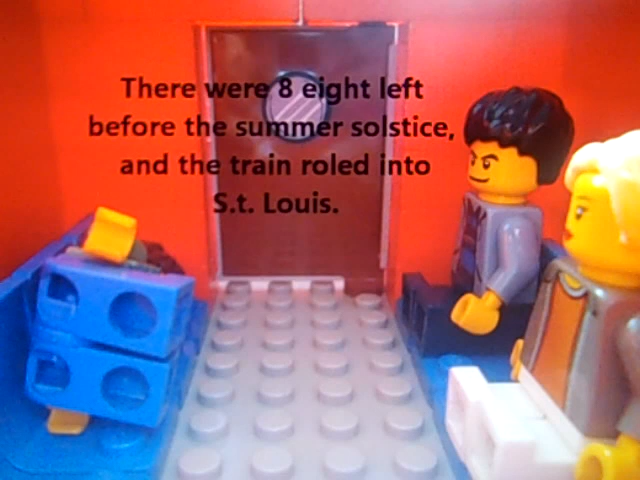 There were 8 eight left
before the summer solstice,
and the train roled into
S.t. Louis.